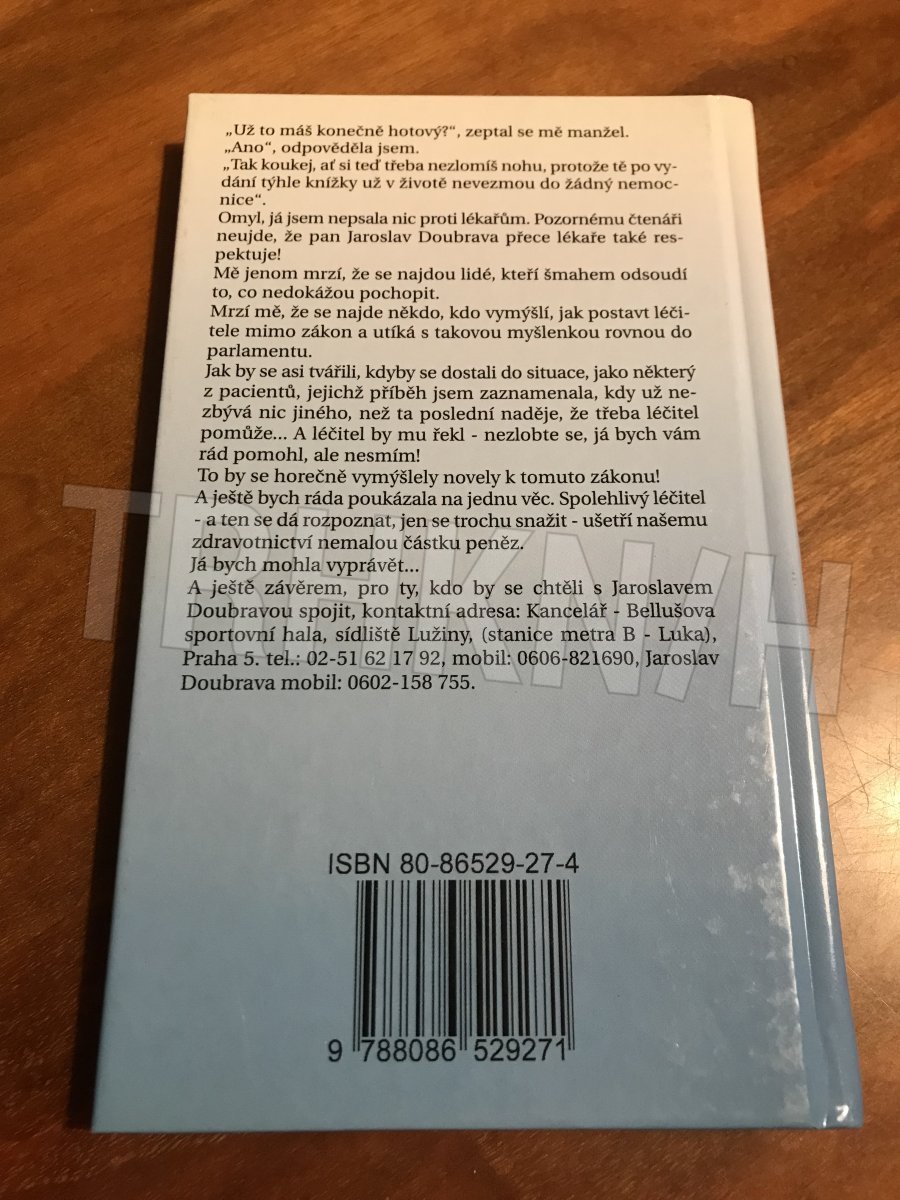 „Už to máš konečně hotový?“, zeptal se mě manžel.
„Ano“, odpověděla jsem.
„Tak koukej, ať si teď třeba nezlomíš nohu, protože tě po vy-
dání týhle knížky už v životě nevezmou do žádný nemoc-
nice“.
Omyl, já jsem nepsala nic proti lékařům. Pozornému čtenáři
neujde, že pan Jaroslav Doubrava přece lékaře také res-
pektuje!
Mě jenom mrzí, že se najdou lidé, kteří šmahem odsoudí
to, co nedokážou pochopit.
Mrzí mě, že se najde někdo, kdo vymýšlí, jak postavt léči-
tele mimo zákon a utíká s takovou myšlenkou rovnou do
parlamentu.
Jak by se asi tvářili, kdyby se dostali do situace, jako některý
z pacientů, jejichž příběh jsem zaznamenala, kdy už ne-
zbývá nic jiného, než ta poslední naděje, že třeba léčitel
pomůže... A léčitel by mu řekl - nezlobte se, já bych vám
rád pomohl, ale nesmím!
To by se horečně vymýšlely novely k tomuto zákonu!
A ještě bych ráda poukázala na jednu věc. Spolehlivý léčitel
- a ten se dá rozpoznat, jen se trochu snažit - ušetří našemu
zdravotnictví nemalou částku peněz.
Já bych mohla vyprávět...
A ještě závěrem, pro ty, kdo by se chtěli s Jaroslavem
Doubravou spojit, kontaktní adresa: Kancelář - Bellušova
sportovní hala, sídliště Lužiny, (stanice metra B - Luka),
Praha 5. tel.: 02-51 62 17 92, mobil: 0606-821690, Jaroslav
Doubrava mobil: 0602-158 755.
TRHKNIH
ISBN 80-86529-27-4
9 788086 529271